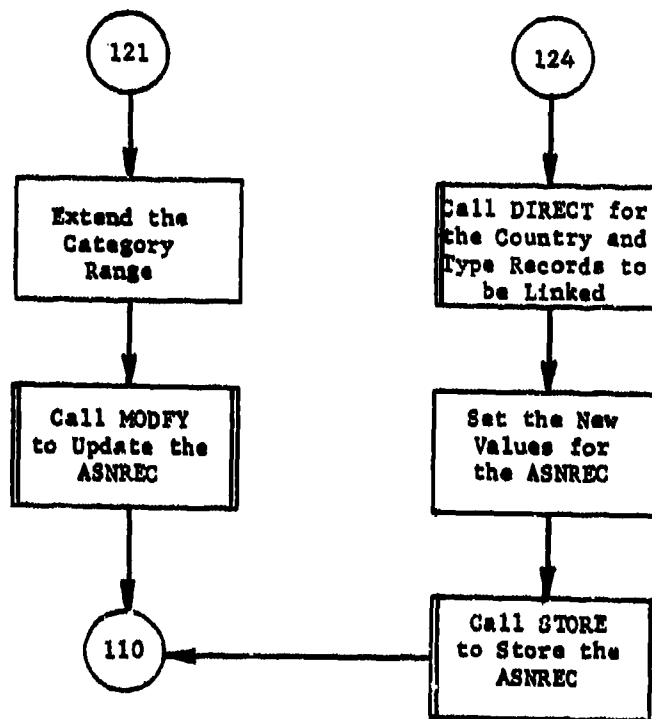 121
Extend the
Category
Range
Call MODFY
to Update the
ASNREC
110
124
Call DIRECT for
the Country and
Type Records to
be Linked
Set the New
Values for
the ASNREC
Call STORE
to Store the
ASNREC